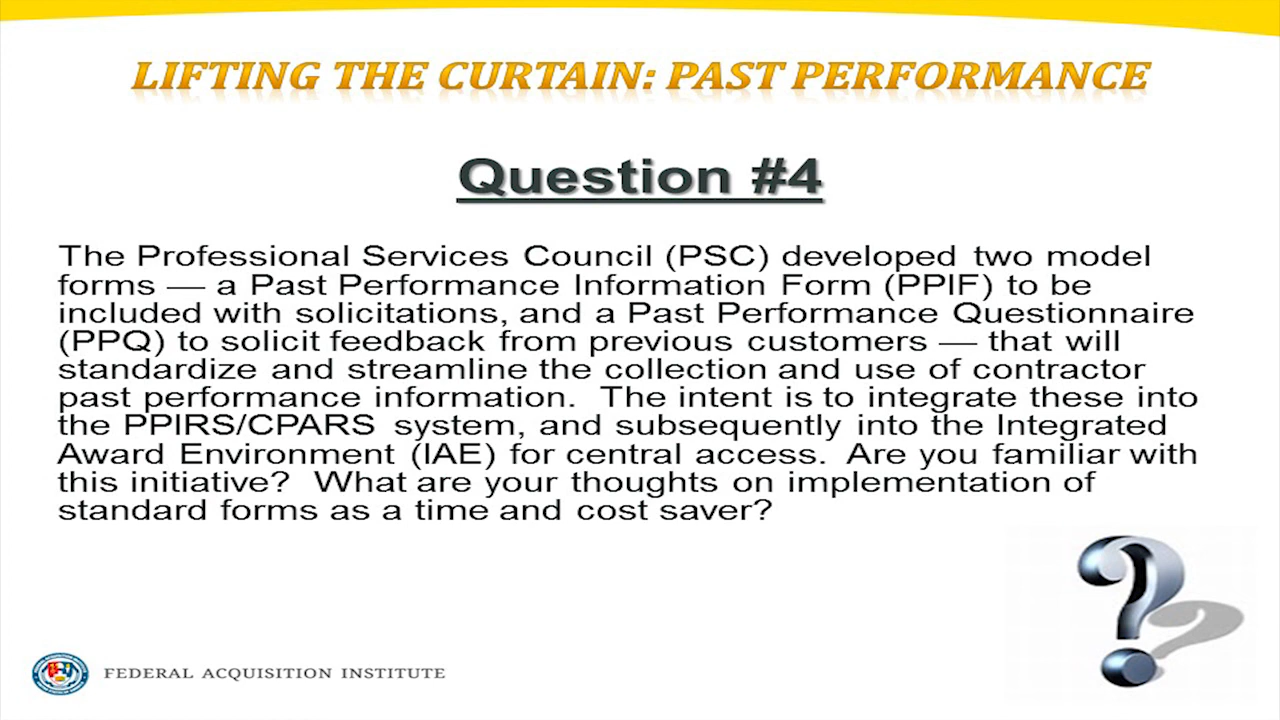 LIFTING THE CURTAIN: PAST PERFORMANCE
Question #4
The Professional Services Council (PSC) developed two model
forms — a Past Performance Information Form (PPIF) to be
included with solicitations, and a Past Performance Questionnaire
(PPQ) to solicit feedback from previous customers — that will
standardize and streamline the collection and use of contractor
past performance information.  The intent is to integrate these into
the PPIRS/CPARS system, and subsequently into the Integrated
Award Environment (IAE) for central access.  Are you familiar with
this initiative?  What are your thoughts on implementation of
standard forms as a time and cost saver?
FEDERAL ACQUISITION INSTITUTE